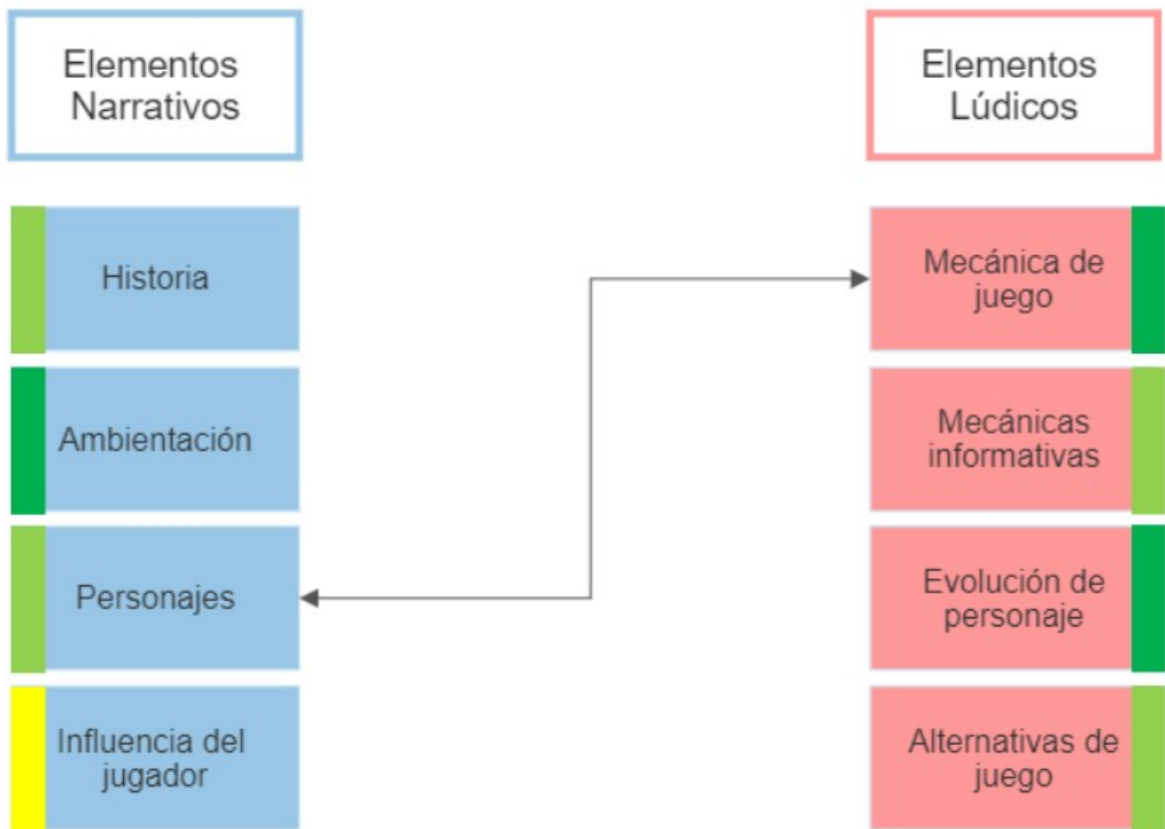 Elementos
Narrativos
Elementos
Lúdicos
Historia
Mecánica de
juego
Ambientación
Mecánicas
informativas
Personajes
Evolución de
personaje
Influencia del
jugador
Alternativas de
juego